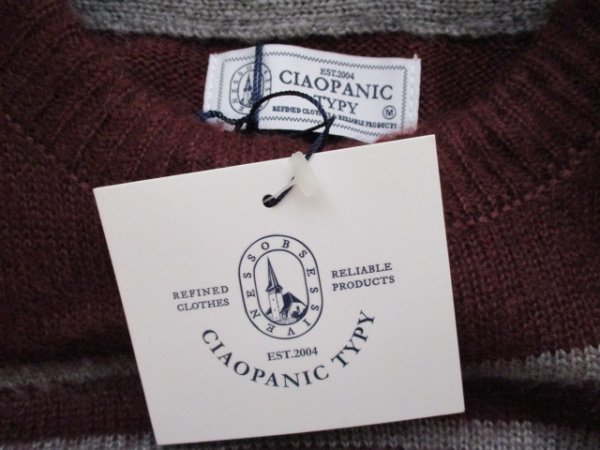 EST.2004
CIAOPANIC
TYPY
REFINED CLOTHES & RELIABLE PRODUCTS
M
OBSESSIVENESS
REFINED
CLOTHES
RELIABLE
PRODUCTS
EST.2004
CIAOPANIC TYPY